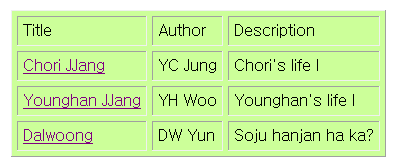 Title Author Description
Chori JJang YC Jung Chori's life I
Younghan JJang YH Woo Younghan's life I
Dalwoong DW Yun Soju hanjan ha ka?